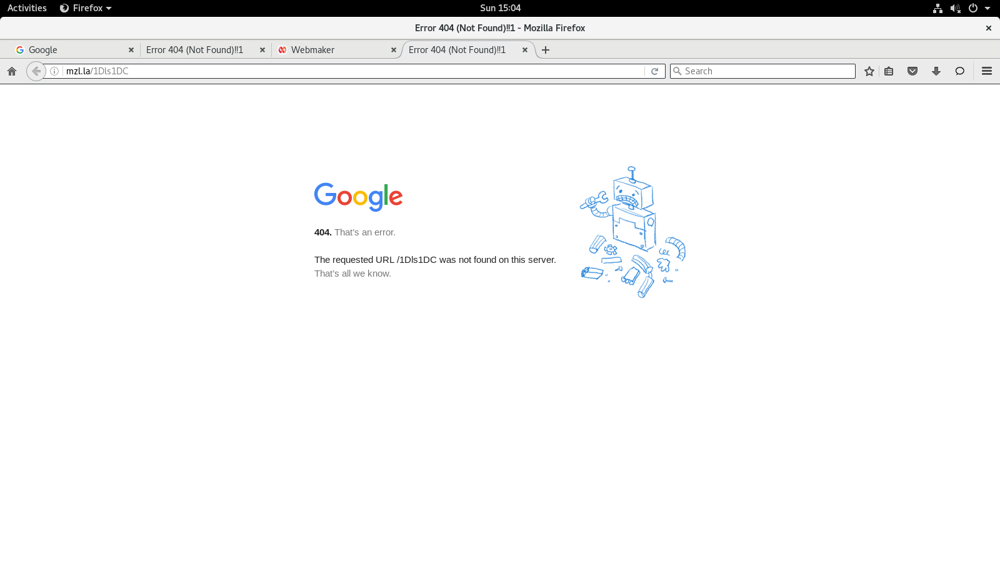 Activities
Firefox
Sun 15:04
Error 404 (Not Found)!!1 - Mozilla Firefox
Google
Error 404 (Not Found)!!1
Webmaker
Error 404 (Not Found)!!1
mzl.la/1Dls1DC
Search
Google
404. That's an error.
The requested URL /1Dls1DC was not found on this server.
That's all we know.